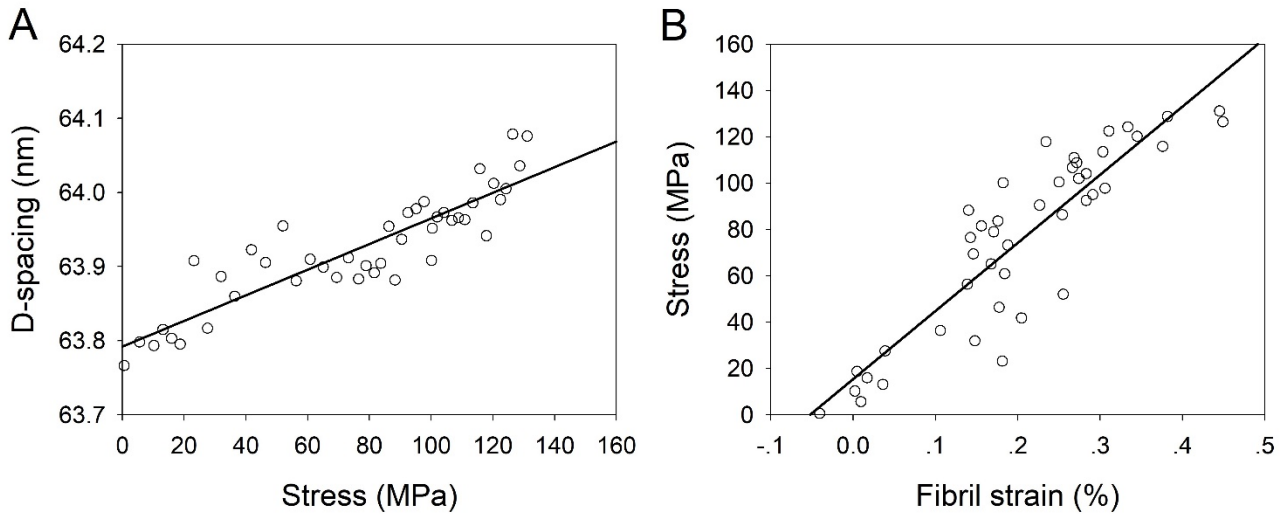 A
64.2
64.1
64.0
63.9
63.8
63.7
D-spacing (nm)
0 20 40 60 80 100 120 140 160
Stress (MPa)
B
160
140
120
100
80
60
40
20
0
Stress (MPa)
-.1 0.0 .1 .2 .3 .4 .5
Fibril strain (%)